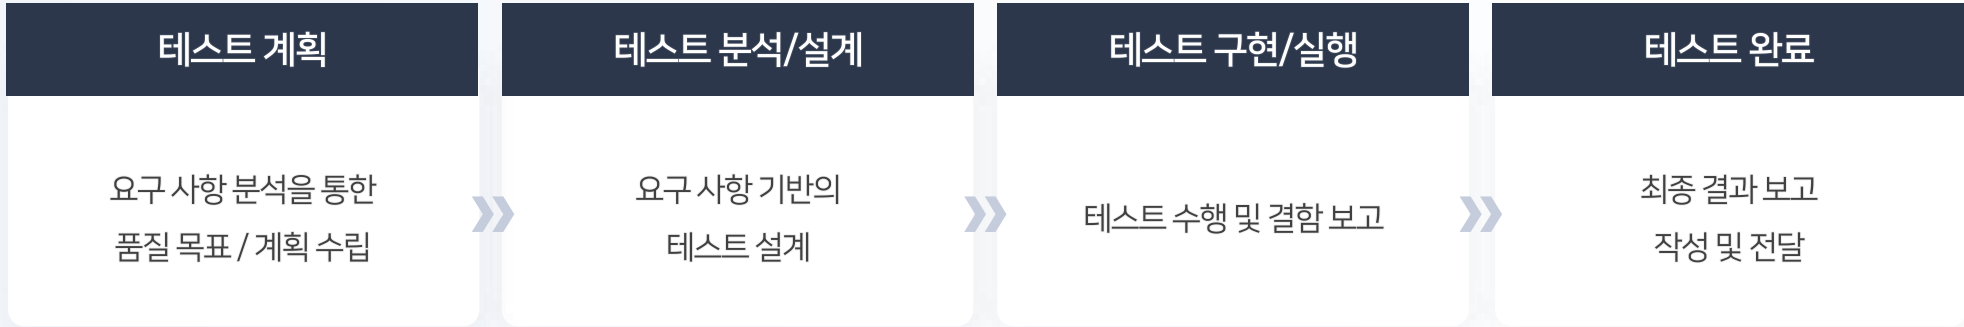 테스트 계획
요구 사항 분석을 통한
품질 목표 / 계획 수립
테스트 분석/설계
요구 사항 기반의
테스트 설계
테스트 구현/실행
테스트 수행 및 결함 보고
테스트 완료
최종 결과 보고
작성 및 전달